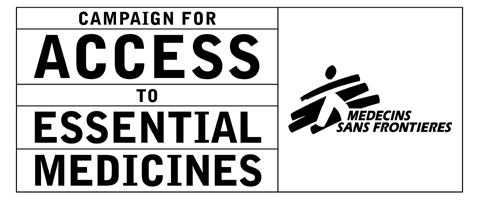 CAMPAIGN FOR
ACCESS
TO
ESSENTIAL
MEDICINES
MEDECINS
SANS FRONTIERES